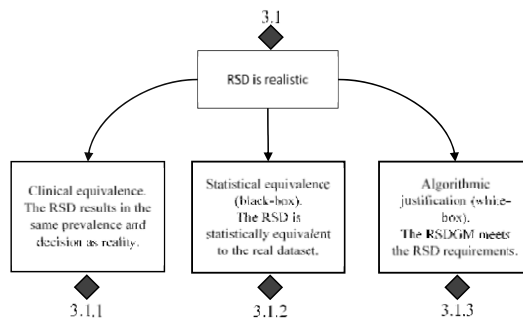 3.1
RSD is realistic
Clinical equivalence.
The RSD results in the
same prevalence and
decision as reality.
Statistical equivalence
(black-box).
The RSD is
statistically equivalent
to the real dataset.
Algorithmic
justification (white-
box).
The RSDGM meets
the RSD requirements.
3.1.1
3.1.2
3.1.3